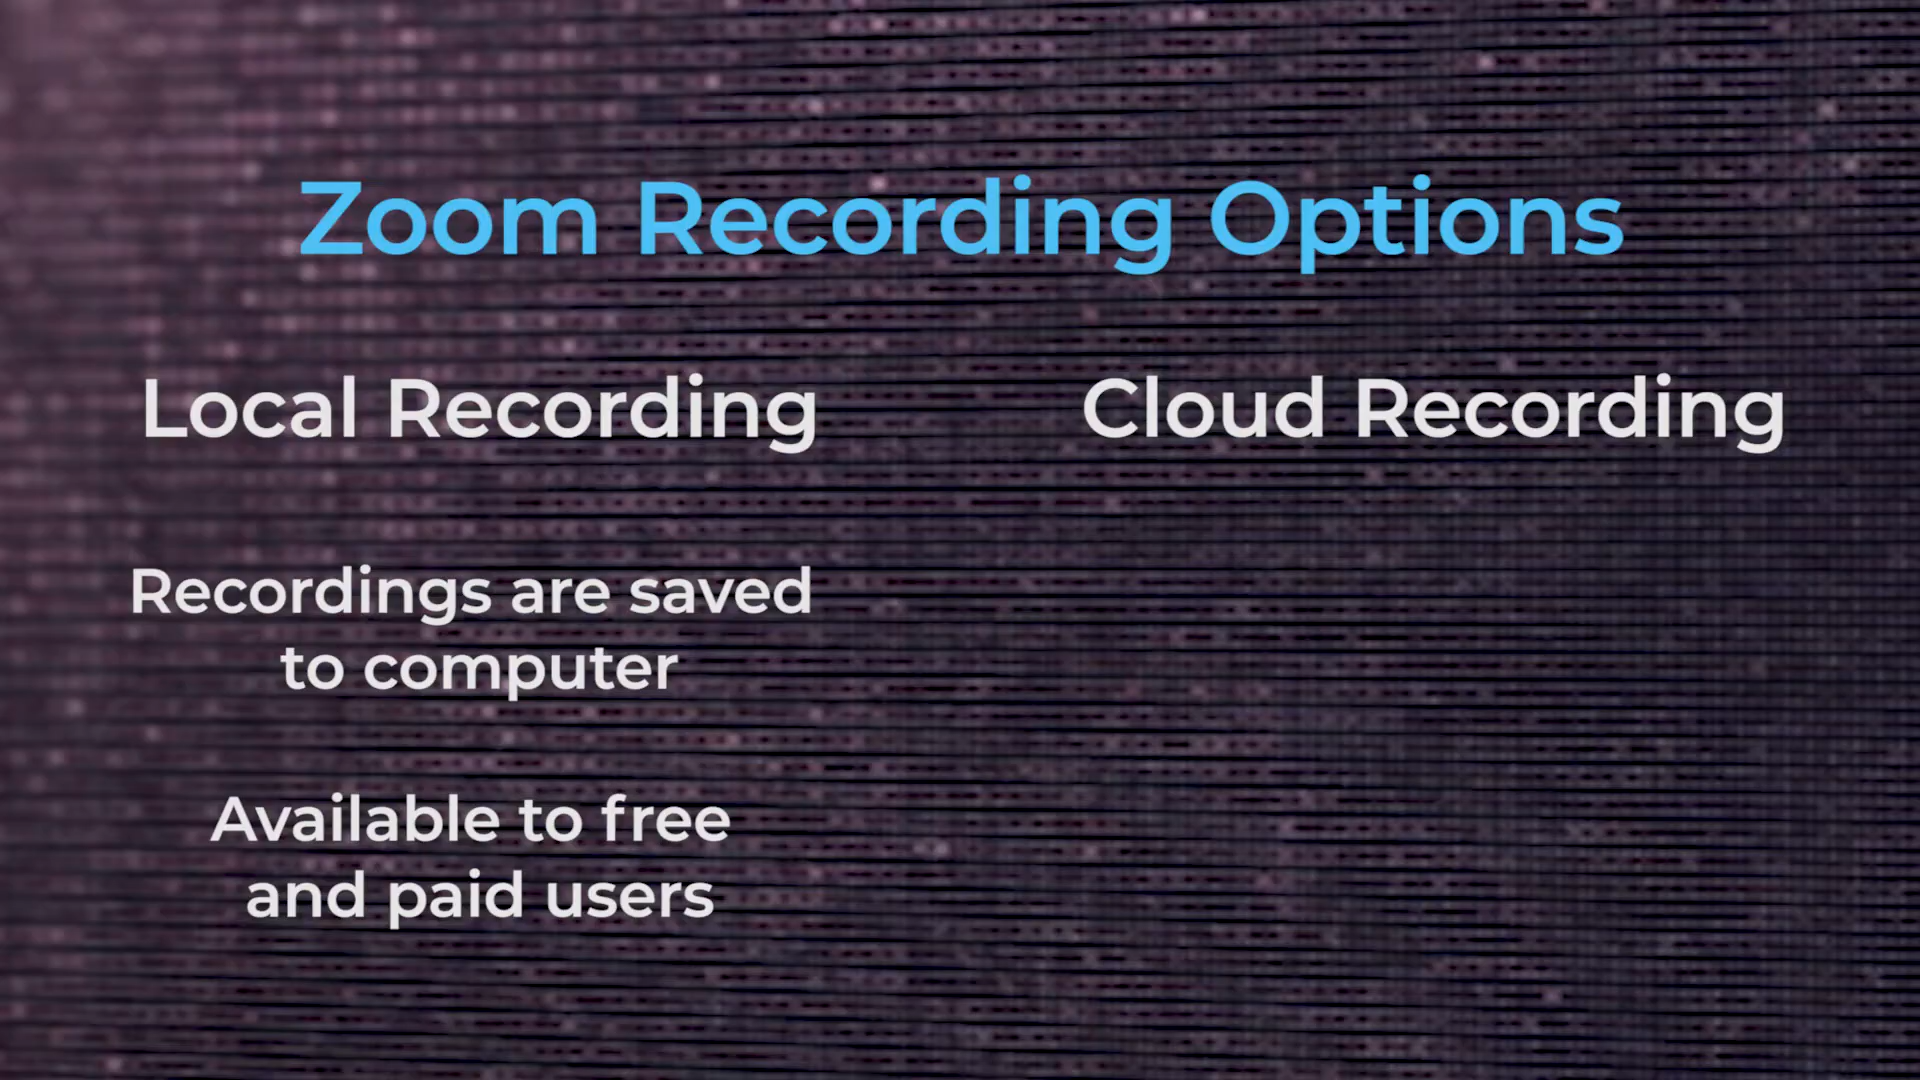 Zoom Recording Options
Local Recording
Recordings are saved
to computer
Available to free
and paid users
Cloud Recording